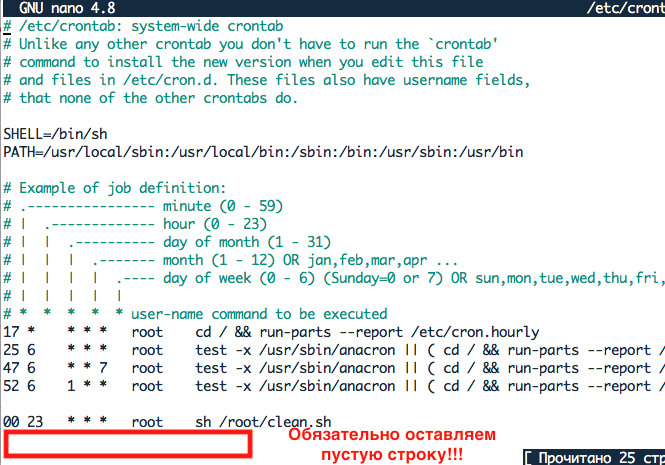 GNU nano 4.8 /etc/cront
# /etc/crontab: system-wide crontab
# Unlike any other crontab you don't have to run the `crontab'
# command to install the new version when you edit this file
# and files in /etc/cron.d. These files also have username fields,
# that none of the other crontabs do.
SHELL=/bin/sh
PATH=/usr/local/sbin:/usr/local/bin:/sbin:/bin:/usr/sbin:/usr/bin
# Example of job definition:
# .---------------- minute (0 - 59)
# | .------------- hour (0 - 23)
# | | .---------- day of month (1 - 31)
# | | | .------- month (1 - 12) OR jan,feb,mar,apr ...
# | | | | .---- day of week (0 - 6) (Sunday=0 or 7) OR sun,mon,tue,wed,thu,fri,
# | | | | |
# * * * * * user-name command to be executed
17 * * * * root cd / && run-parts --report /etc/cron.hourly
25 6 * * * root test -x /usr/sbin/anacron || ( cd / && run-parts --report /
47 6 * * 7 root test -x /usr/sbin/anacron || ( cd / && run-parts --report /
52 6 1 * * root test -x /usr/sbin/anacron || ( cd / && run-parts --report /
00 23 * * * root sh /root/clean.sh
Обязательно оставляем
пустую строку!!!
[ Прочитано 25 стр